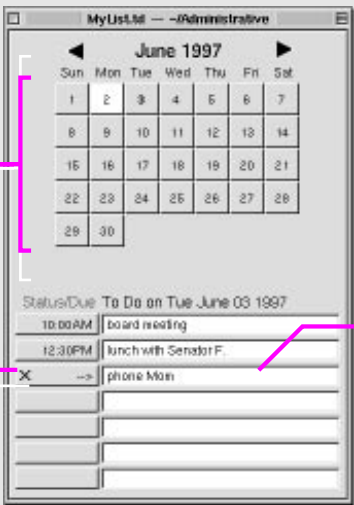 MyList.td — ~/Administrative
June 1997
Sun Mon Tue Wed Thu Fri Sat
1 2 3 4 5 6 7
8 9 10 11 12 13 14
15 16 17 18 19 20 21
22 23 24 25 26 27 28
29 30
Status/Due To Do on Tue June 03 1997
10:00AM board meeting
12:30PM lunch with Senator F.
X --> phone Mom